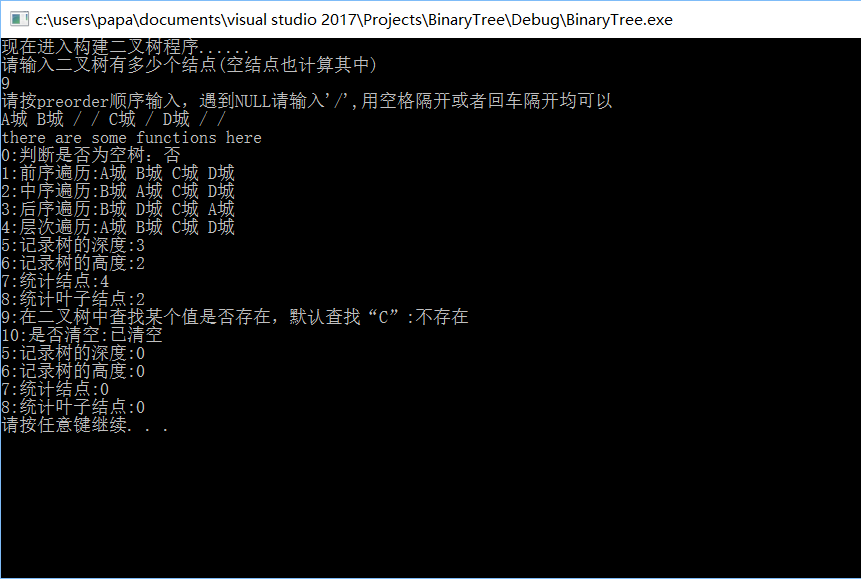 c:\users\papa\documents\visual studio 2017\Projects\BinaryTree\Debug\BinaryTree.exe
现在进入构建二叉树程序......
请输入二叉树有多少个结点(空结点也计算其中)
9
请按preorder顺序输入，遇到NULL请输入'/',用空格隔开或者回车隔开均可以
A城 B城 / / C城 / D城 / /
there are some functions here
0:判断是否为空树：否
1:前序遍历:A城 B城 C城 D城
2:中序遍历:B城 A城 C城 D城
3:后序遍历:B城 D城 C城 A城
4:层次遍历:A城 B城 C城 D城
5:记录树的深度:3
6:记录树的高度:2
7:统计结点:4
8:统计叶子结点:2
9:在二叉树中查找某个值是否存在，默认查找“C”:不存在
10:是否清空:已清空
5:记录树的深度:0
6:记录树的高度:0
7:统计结点:0
8:统计叶子结点:0
请按任意键继续. . .